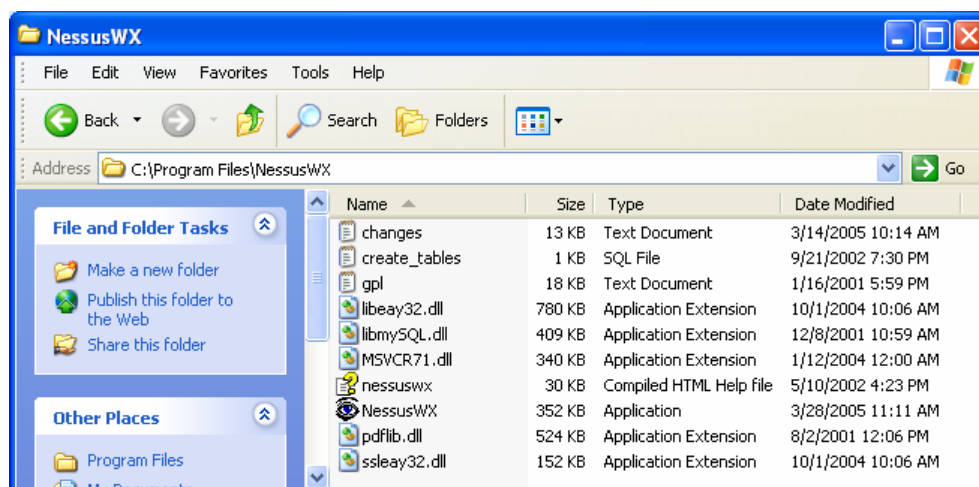 NessusWX
File Edit View Favorites Tools Help
Back Search Folders
Address C:\Program Files\NessusWX Go
File and Folder Tasks
Make a new folder
Publish this folder to
the Web
Share this folder
Other Places
Program Files
My Documents
Name Size Type Date Modified
changes 13 KB Text Document 3/14/2005 10:14 AM
create_tables 1 KB SQL File 9/21/2002 7:30 PM
gpl 18 KB Text Document 1/16/2001 5:59 PM
libeay32.dll 780 KB Application Extension 10/1/2004 10:06 AM
libmySQL.dll 409 KB Application Extension 12/8/2001 10:59 AM
MSVCR71.dll 340 KB Application Extension 1/12/2004 12:00 AM
nessuswx 30 KB Compiled HTML Help file 5/10/2002 4:23 PM
NessusWX 352 KB Application 3/28/2005 11:11 AM
pdflib.dll 524 KB Application Extension 8/2/2001 12:06 PM
ssleay32.dll 152 KB Application Extension 10/1/2004 10:06 AM